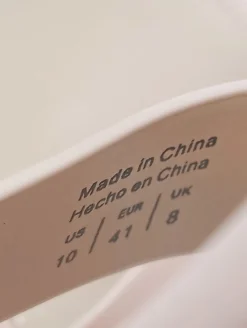 Made in China
Hecho en China
US / EUR / UK
10 / 41 / 8